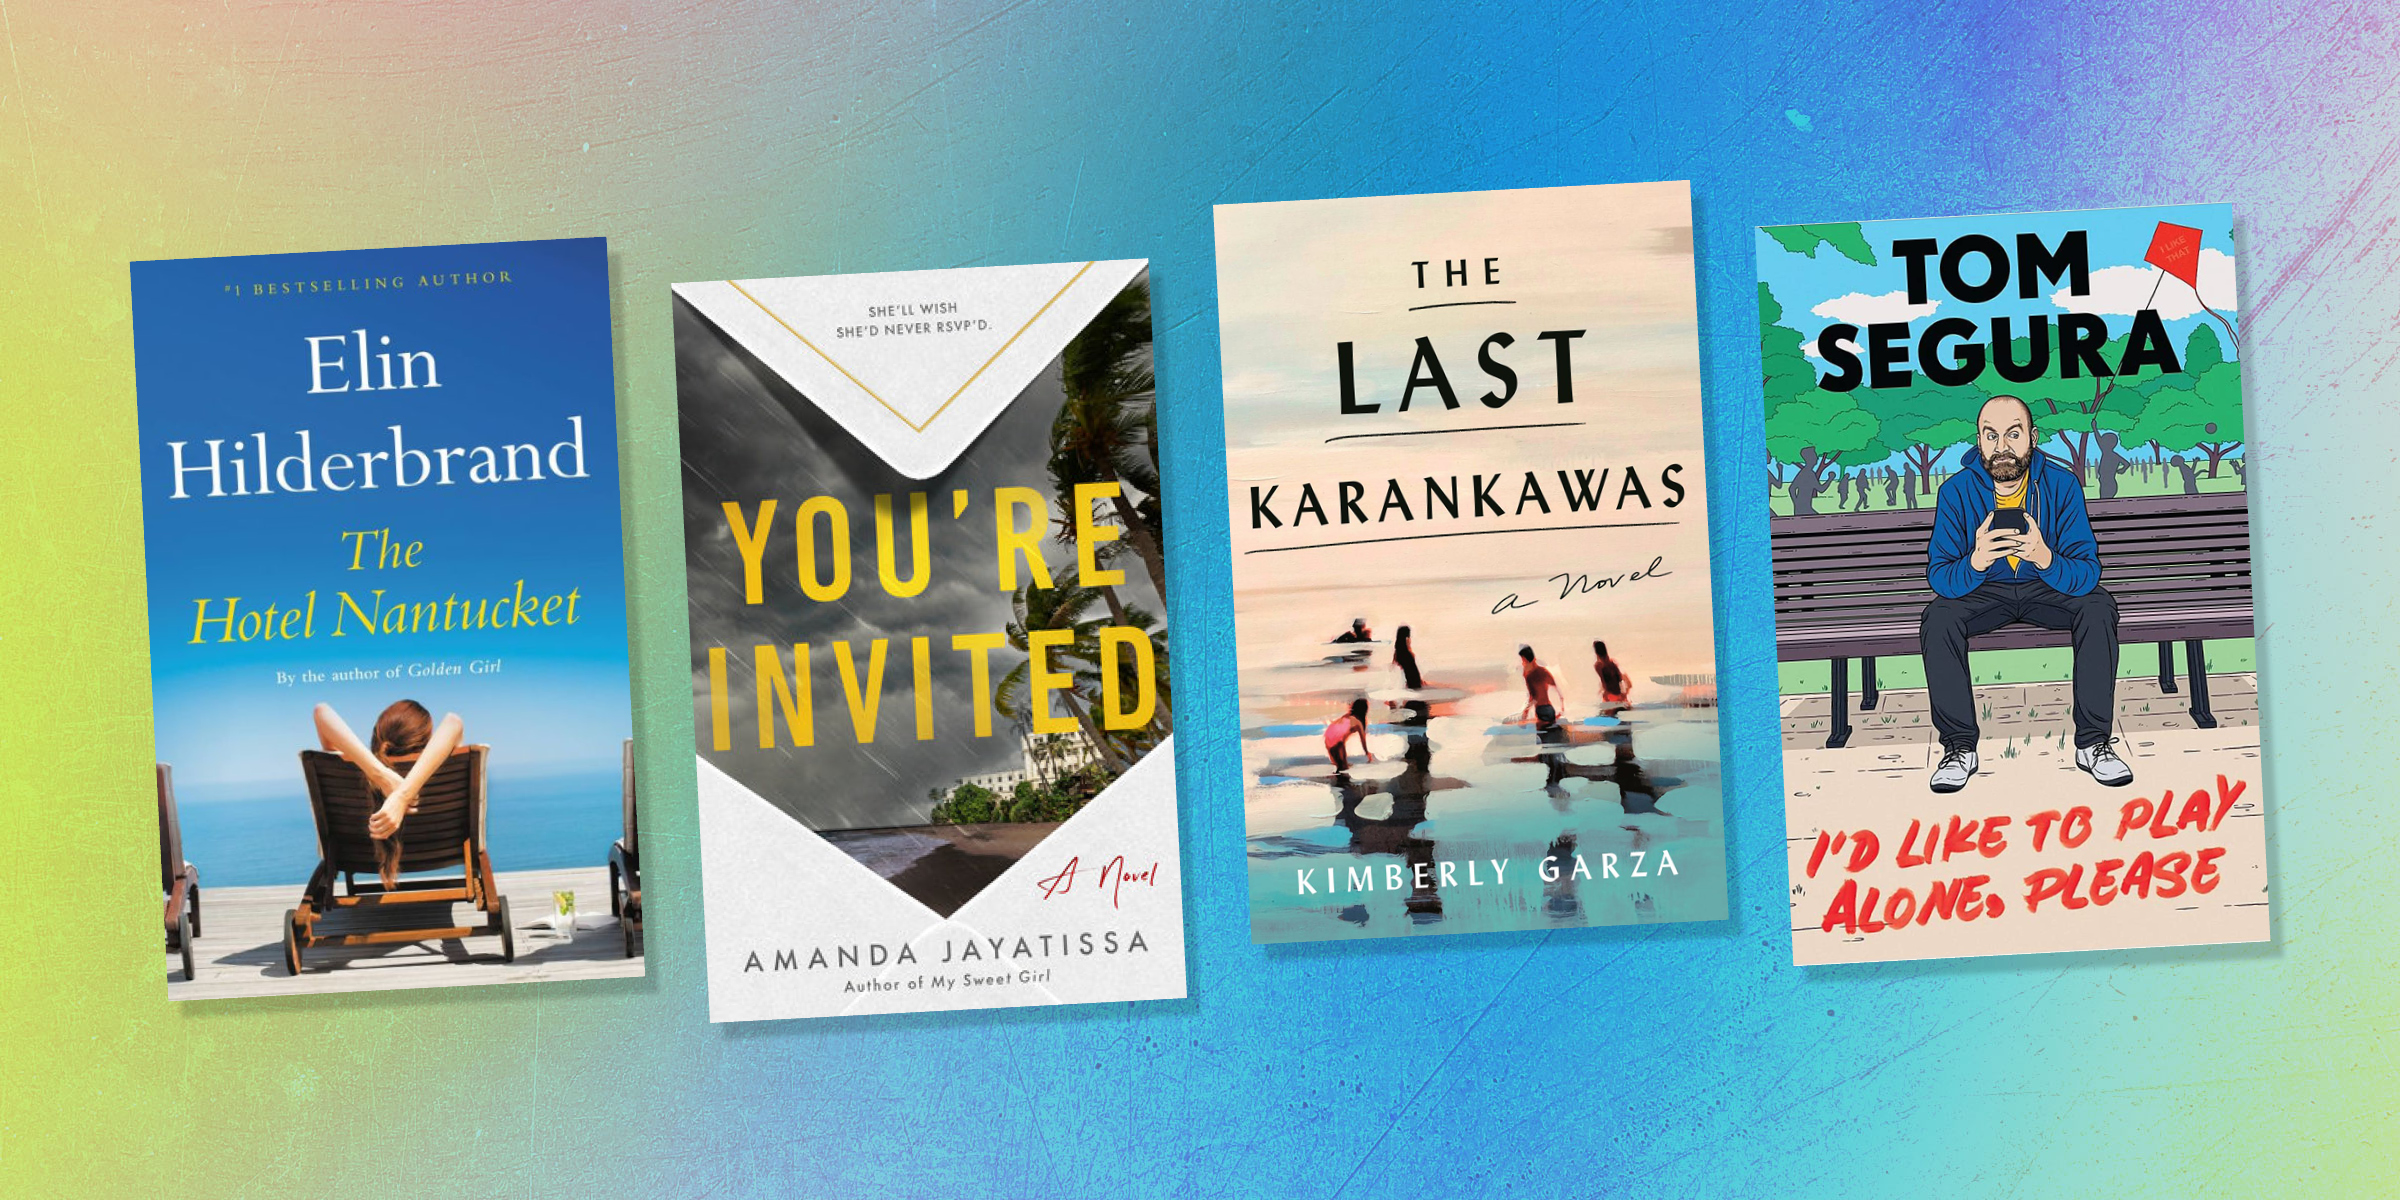 #1 BESTSELLING AUTHOR
Elin
Hilderbrand
The
Hotel Nantucket
By the author of Golden Girl
SHE'LL WISH
SHE'D NEVER RSVP'D.
YOU'RE
INVITED
A Novel
AMANDA JAYATISSA
Author of My Sweet Girl
THE
LAST
KARANKAWAS
a Novel
KIMBERLY GARZA
TOM
SEGURA
I LIKE
THAT
I'D LIKE TO PLAY
ALONE, PLEASE